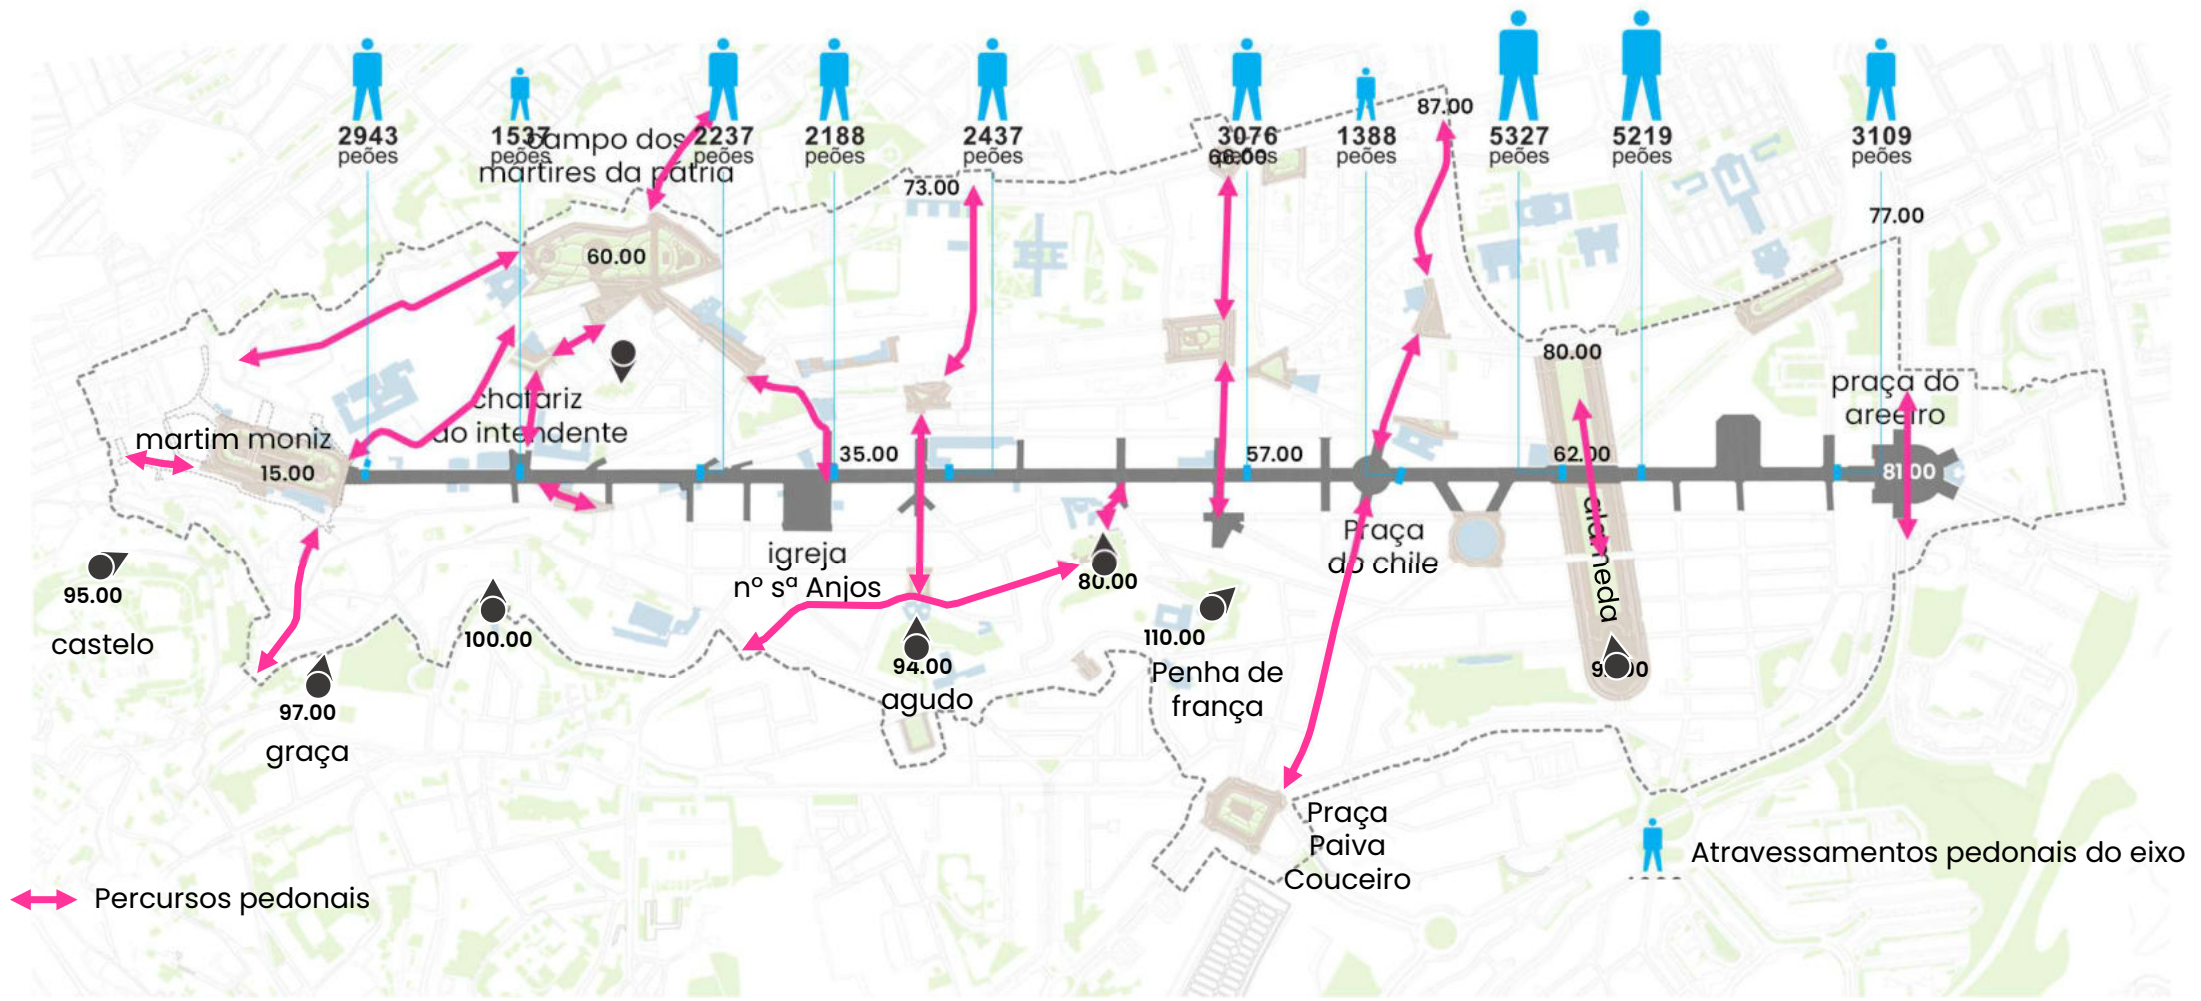 2943
peões
1537
peões
2237
peões
2188
peões
2437
peões
3076
peões
1388
peões
5327
peões
5219
peões
3109
peões
campo dos
mártires da pátria
87.00
66.00
73.00
77.00
60.00
80.00
praça do
areeiro
chafariz
do intendente
martim moniz
15.00
35.00
57.00
62.00
81.00
Praça
do chile
alameda
igreja
nº sª Anjos
80.00
95.00
castelo
100.00
110.00
Penha de
frança
94.00
agudo
97.00
graça
Praça
Paiva
Couceiro
Atravessamentos pedonais do eixo
Percursos pedonais